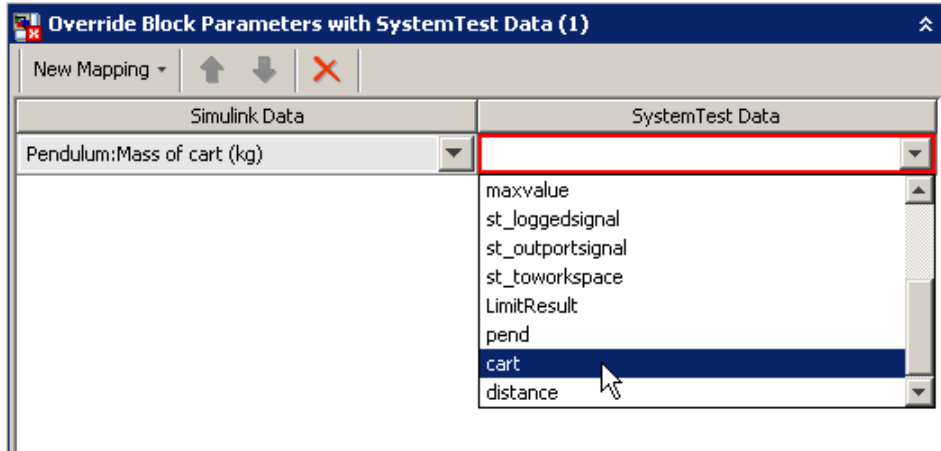 Override Block Parameters with SystemTest Data (1)
New Mapping
Simulink Data SystemTest Data
Pendulum:Mass of cart (kg)
maxvalue
st_loggedsignal
st_outportsignal
st_toworkspace
LimitResult
pend
cart
distance